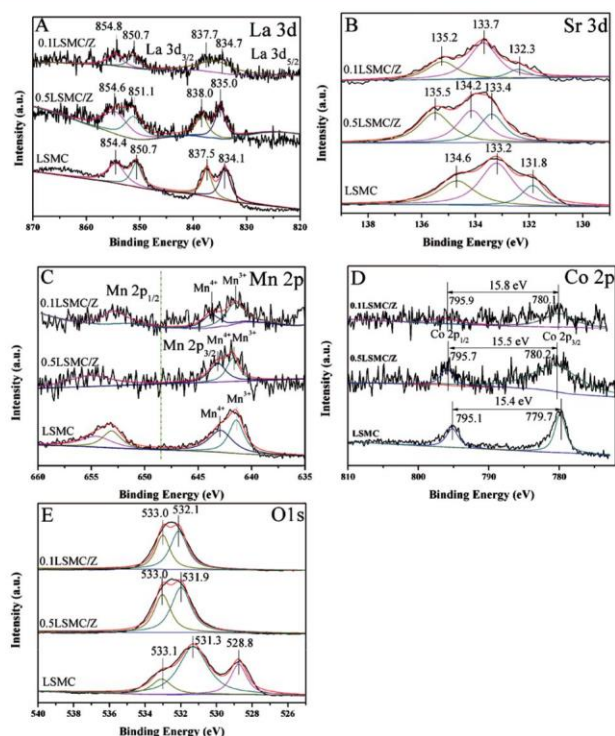 A La 3d
854.8 850.7 837.7 834.7
0.1LSMC/Z La 3d3/2 La 3d5/2
854.6 851.1 838.0 835.0
0.5LSMC/Z
854.4 850.7 837.5 834.1
LSMC
870 860 850 840 830 820
Binding Energy (eV)
Intensity (a.u.)
B Sr 3d
135.2 133.7 132.3
0.1LSMC/Z
135.5 134.2 133.4
0.5LSMC/Z
134.6 133.2 131.8
LSMC
138 136 134 132 130
Binding Energy (eV)
Intensity (a.u.)
C Mn 2p
0.1LSMC/Z Mn 2p1/2 Mn4+ Mn3+
0.5LSMC/Z Mn 2p3/2 Mn4+ Mn3+
LSMC Mn4+ Mn3+
660 655 650 645 640 635
Binding Energy (eV)
Intensity (a.u.)
D Co 2p
15.8 eV
0.1LSMC/Z 795.9 780.1
Co 2p1/2 Co 2p3/2
15.5 eV
0.5LSMC/Z 795.7 780.2
15.4 eV
LSMC 795.1 779.7
810 800 790 780
Binding Energy (eV)
Intensity (a.u.)
E O1s
533.0 532.1
0.1LSMC/Z
533.0 531.9
0.5LSMC/Z
533.1 531.3 528.8
LSMC
540 538 536 534 532 530 528 526
Binding Energy (eV)
Intensity (a.u.)